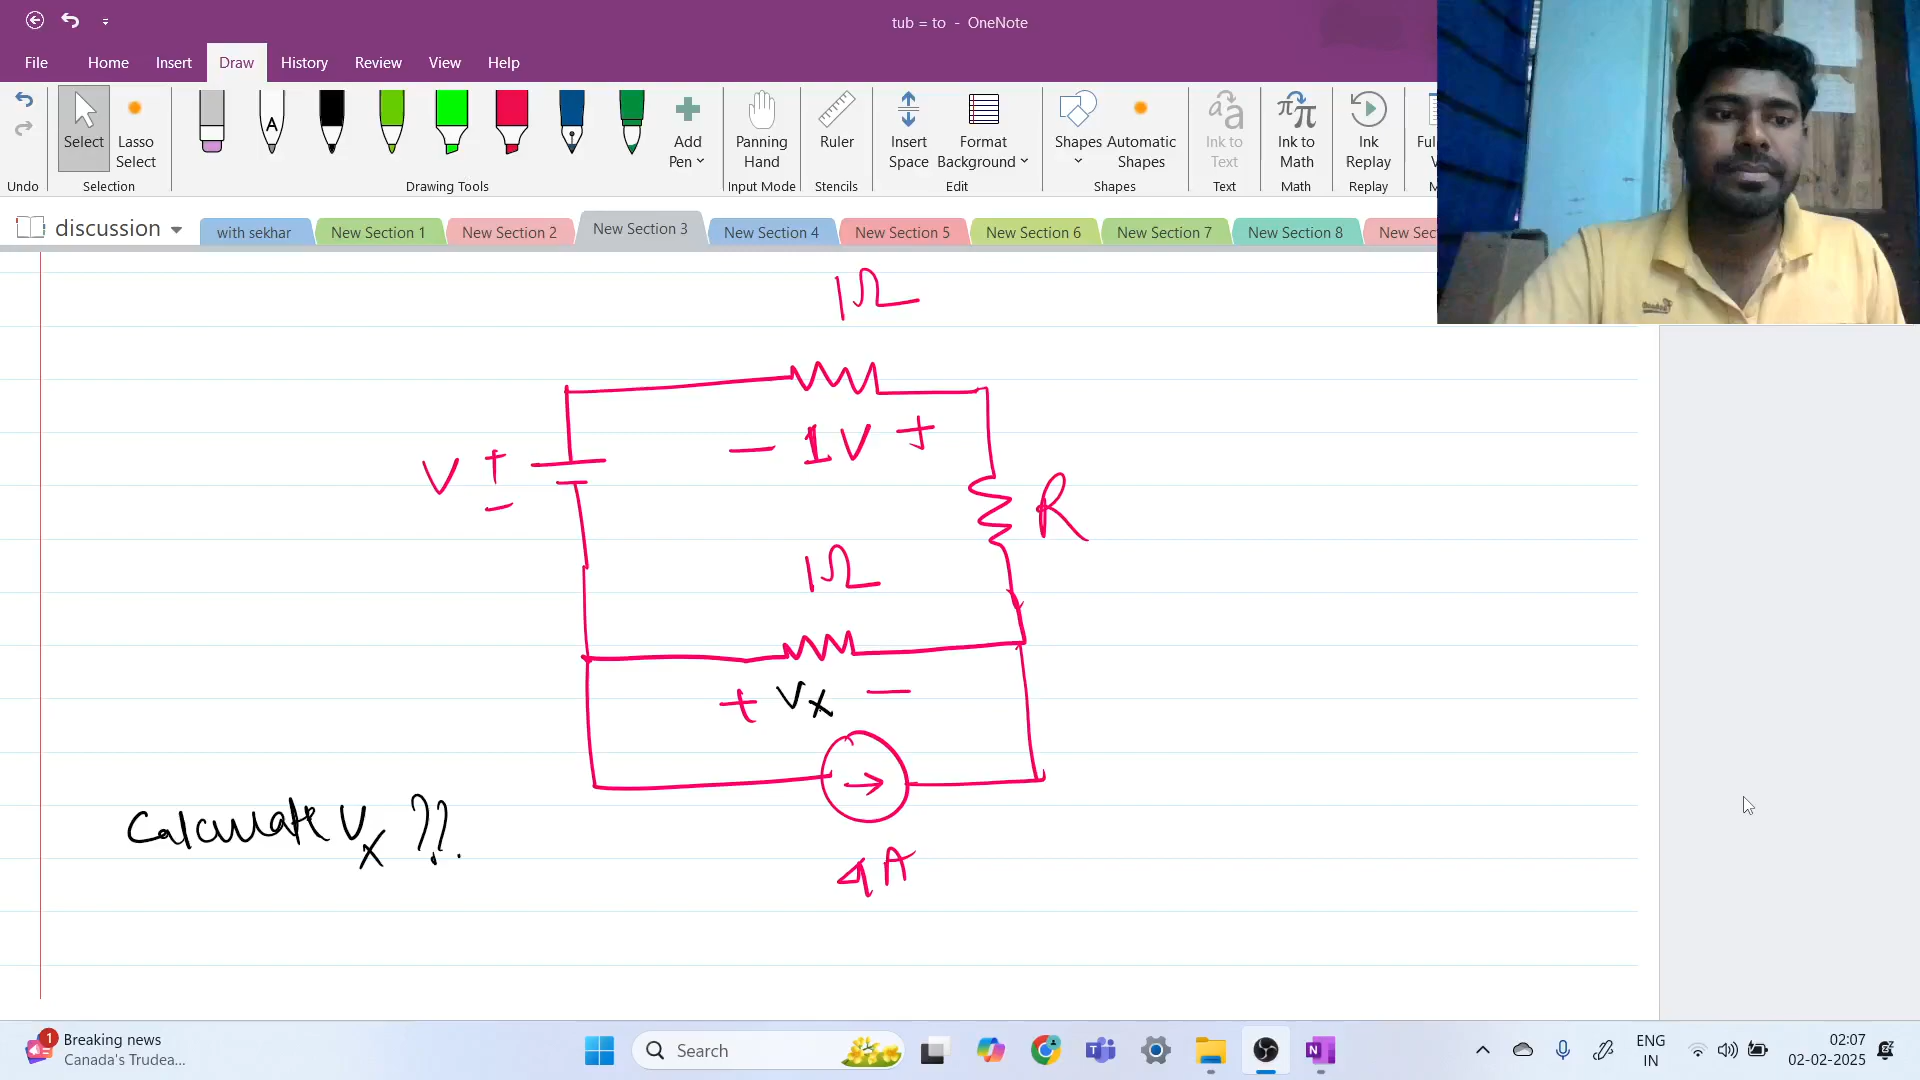 tub = to - OneNote
File Home Insert Draw History Review View Help
Select
Lasso Select
Add Pen
Panning Hand
Ruler
Insert Space
Format Background
Shapes
Automatic Shapes
Ink to Text
Ink to Math
Ink Replay
Undo Selection Drawing Tools Input Mode Stencils Edit Shapes Text Math Replay
discussion with sekhar New Section 1 New Section 2 New Section 3 New Section 4 New Section 5 New Section 6 New Section 7 New Section 8 New Sec
1Ω
- 1V +
V + -
R
1Ω
+ Vx -
Calculate Vx ??.
4A
1 Breaking news
Canada's Trudea...
Search
ENG
IN
02:07
02-02-2025